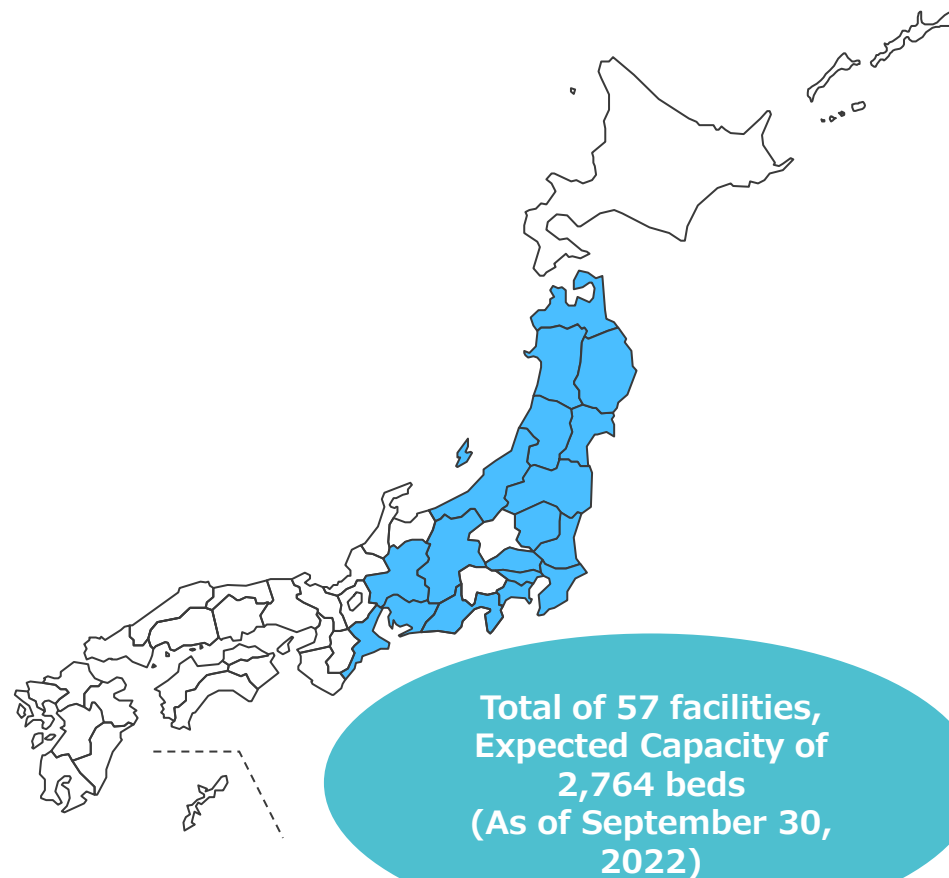 Total of 57 facilities,
Expected Capacity of
2,764 beds
(As of September 30,
2022)